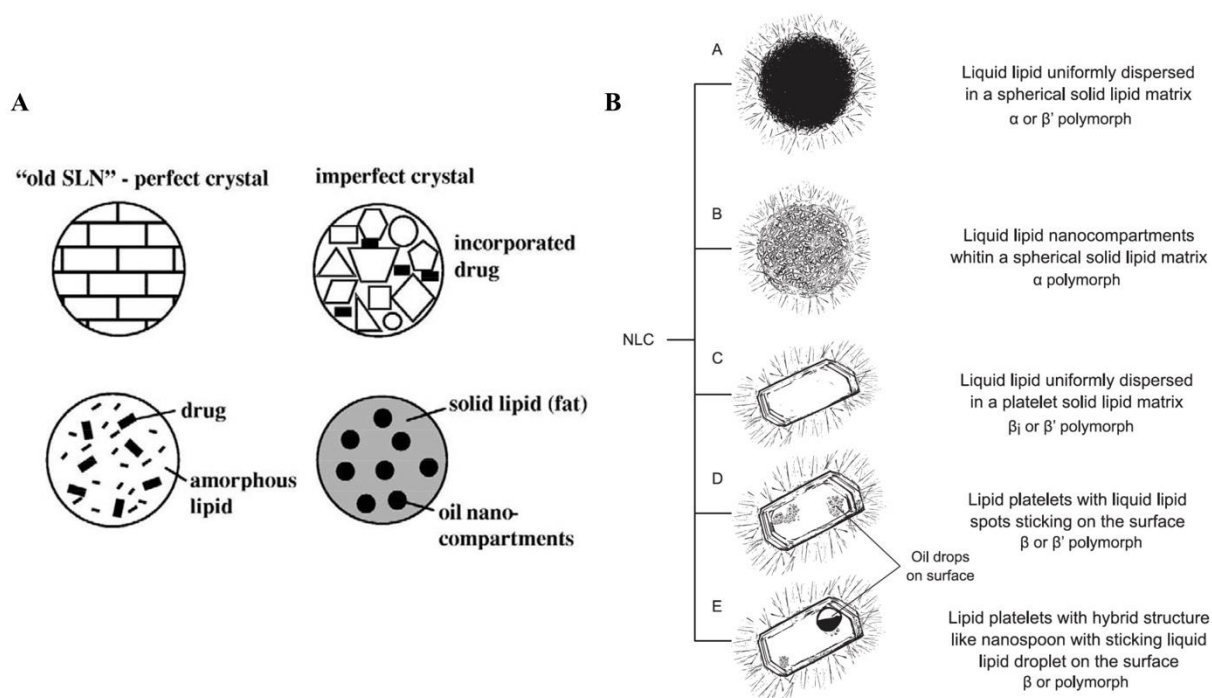 A
"old SLN" - perfect crystal
imperfect crystal
incorporated
drug
drug
amorphous
lipid
solid lipid (fat)
oil nano-
compartments
B
NLC
A
Liquid lipid uniformly dispersed
in a spherical solid lipid matrix
α or β' polymorph
B
Liquid lipid nanocompartments
whitin a spherical solid lipid matrix
α polymorph
C
Liquid lipid uniformly dispersed
in a platelet solid lipid matrix
βi or β' polymorph
D
Lipid platelets with liquid lipid
spots sticking on the surface
β or β' polymorph
Oil drops
on surface
E
Lipid platelets with hybrid structure
like nanospoon with sticking liquid
lipid droplet on the surface
β or polymorph